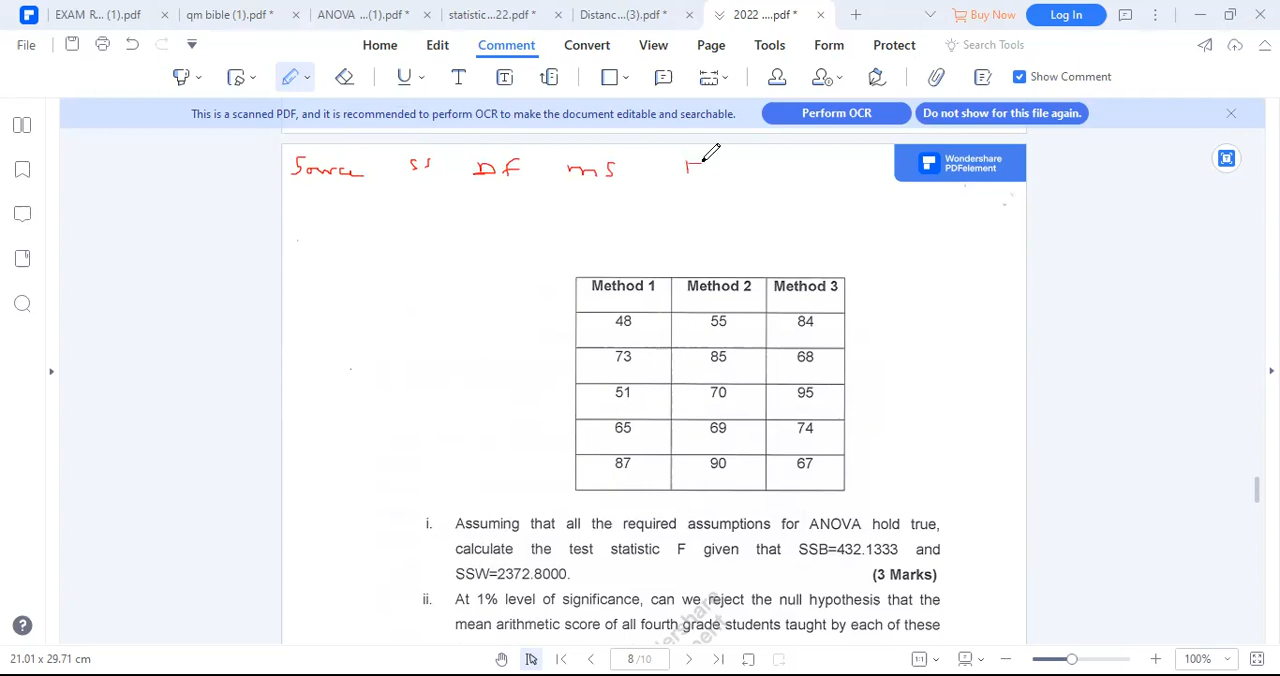 EXAM R... (1).pdf
qm bible (1).pdf *
ANOVA ...(1).pdf *
statistic...22.pdf *
Distanc...(3).pdf *
2022 ....pdf *
Buy Now
Log In
File
Home
Edit
Comment
Convert
View
Page
Tools
Form
Protect
Search Tools
Show Comment
This is a scanned PDF, and it is recommended to perform OCR to make the document editable and searchable.
Perform OCR
Do not show for this file again.
Source SS DF MS
Wondershare
PDFelement
Method 1 Method 2 Method 3
48 55 84
73 85 68
51 70 95
65 69 74
87 90 67
i. Assuming that all the required assumptions for ANOVA hold true,
calculate the test statistic F given that SSB=432.1333 and
SSW=2372.8000. (3 Marks)
ii. At 1% level of significance, can we reject the null hypothesis that the
mean arithmetic score of all fourth grade students taught by each of these
21.01 x 29.71 cm
8 /10
1:1
100%